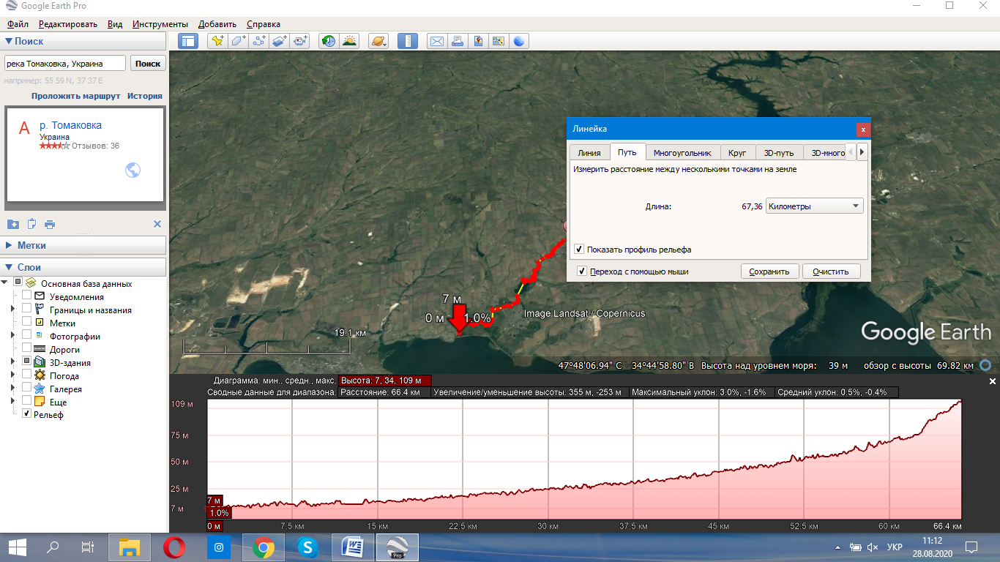 Google Earth Pro
Файл Редактировать Вид Инструменты Добавить Справка
Поиск
река Томаковка, Украина Поиск
например: 55 59 N, 37 37 E
Проложить маршрут История
A р. Томаковка
Украина
Отзывов: 36
Метки
Слои
Основная база данных
Уведомления
Границы и названия
Метки
Фотографии
Дороги
3D-здания
Погода
Галерея
Еще
Рельеф
Линейка
Линия Путь Многоугольник Круг 3D-путь 3D-много
Измерить расстояние между несколькими точками на земле
Длина: 67,36 Километры
Показать профиль рельефа
Переход с помощью мыши Сохранить Очистить
7 м
0 м 1.0%
Image Landsat / Copernicus
19.1 км
Google Earth
47°48'06.94" С 34°44'58.80" В Высота над уровнем моря: 39 м обзор с высоты 69.82 км
Диаграмма: мин., средн., макс. Высота: 7, 34, 109 м
Сводные данные для диапазона: Расстояние: 66.4 км Увеличение/уменьшение высоты: 355 м, -253 м Максимальный уклон: 3.0%, -1.6% Средний уклон: 0.5%, -0.4%
109 м
75 м
50 м
25 м
7 м
7 м
1.0%
0 м 7.5 км 15 км 22.5 км 30 км 37.5 км 45 км 52.5 км 60 км 66.4 км
Pro
УКР
11:12
28.08.2020